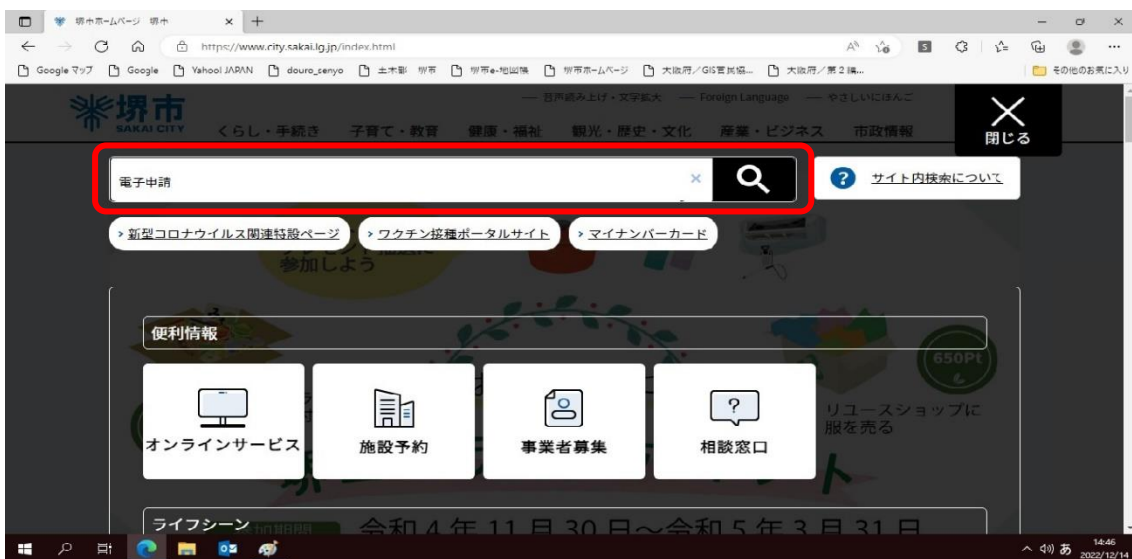 堺市ホームページ 堺市
https://www.city.sakai.lg.jp/index.html
Google マップ Google Yahoo! JAPAN douro_senyo 土木部 堺市 堺市e-地図帳 堺市ホームページ 大阪府/GIS官民協... 大阪府/第2編... その他のお気に入り
音声読み上げ・文字拡大 Foreign Language やさしいにほんご
堺市
SAKAI CITY
くらし・手続き 子育て・教育 健康・福祉 観光・歴史・文化 産業・ビジネス 市政情報
閉じる
電子申請
サイト内検索について
新型コロナウイルス関連特設ページ ワクチン接種ポータルサイト マイナンバーカード
参加しよう
便利情報
650Pt
オンラインサービス 施設予約 事業者募集 相談窓口
リユースショップに
服を売る
ライフシーン
令和4年11月30日~令和5年3月31日
あ 14:46
2022/12/14